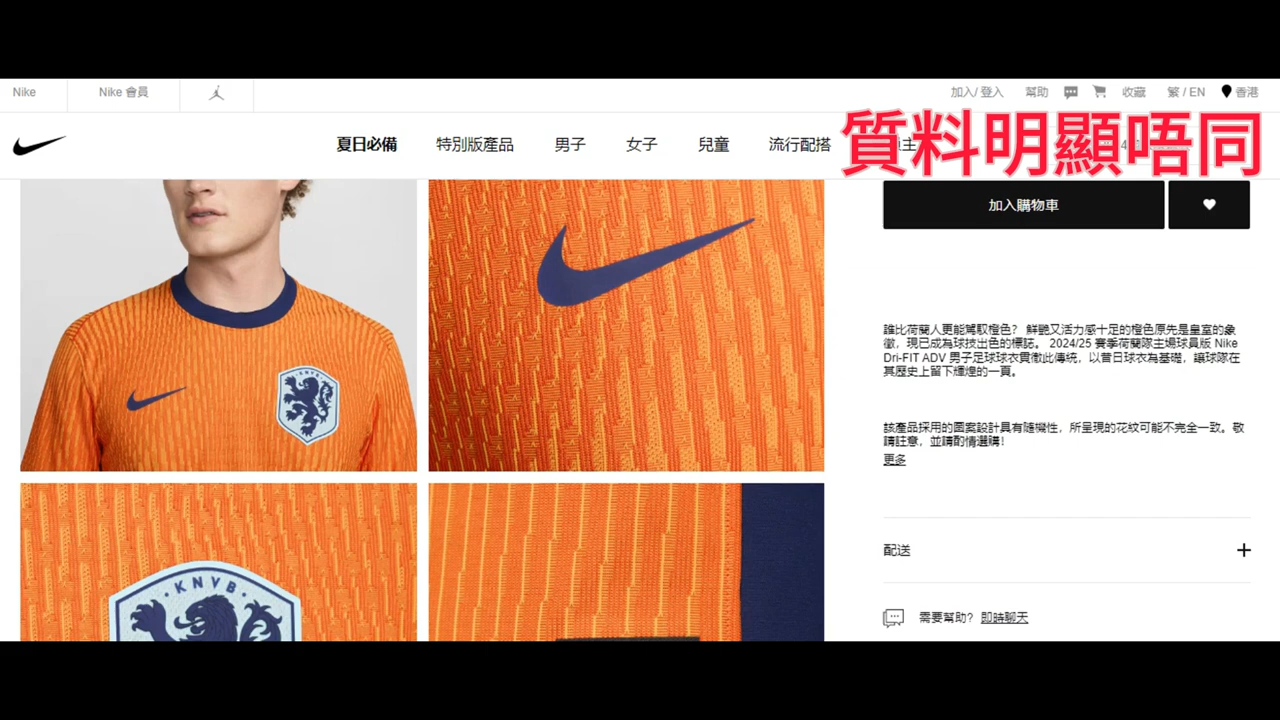 Nike
Nike 會員
加入/ 登入
幫助
收藏
繁 / EN
香港
質料明顯唔同
夏日必備
特別版產品
男子
女子
兒童
流行配搭
加入購物車
誰比荷蘭人更能駕馭橙色? 鮮艷又活力感十足的橙色原先是皇室的象
徵，現已成為球技出色的標誌。 2024/25 賽季荷蘭隊主場球員版 Nike
Dri-FIT ADV 男子足球球衣貫徹此傳統，以昔日球衣為基礎，讓球隊在
其歷史上留下輝煌的一頁。
該產品採用的圖案設計具有隨機性，所呈現的花紋可能不完全一致。敬
請註意，並請酌情選購!
更多
配送
需要幫助? 即時聊天
KNVB
KNVB